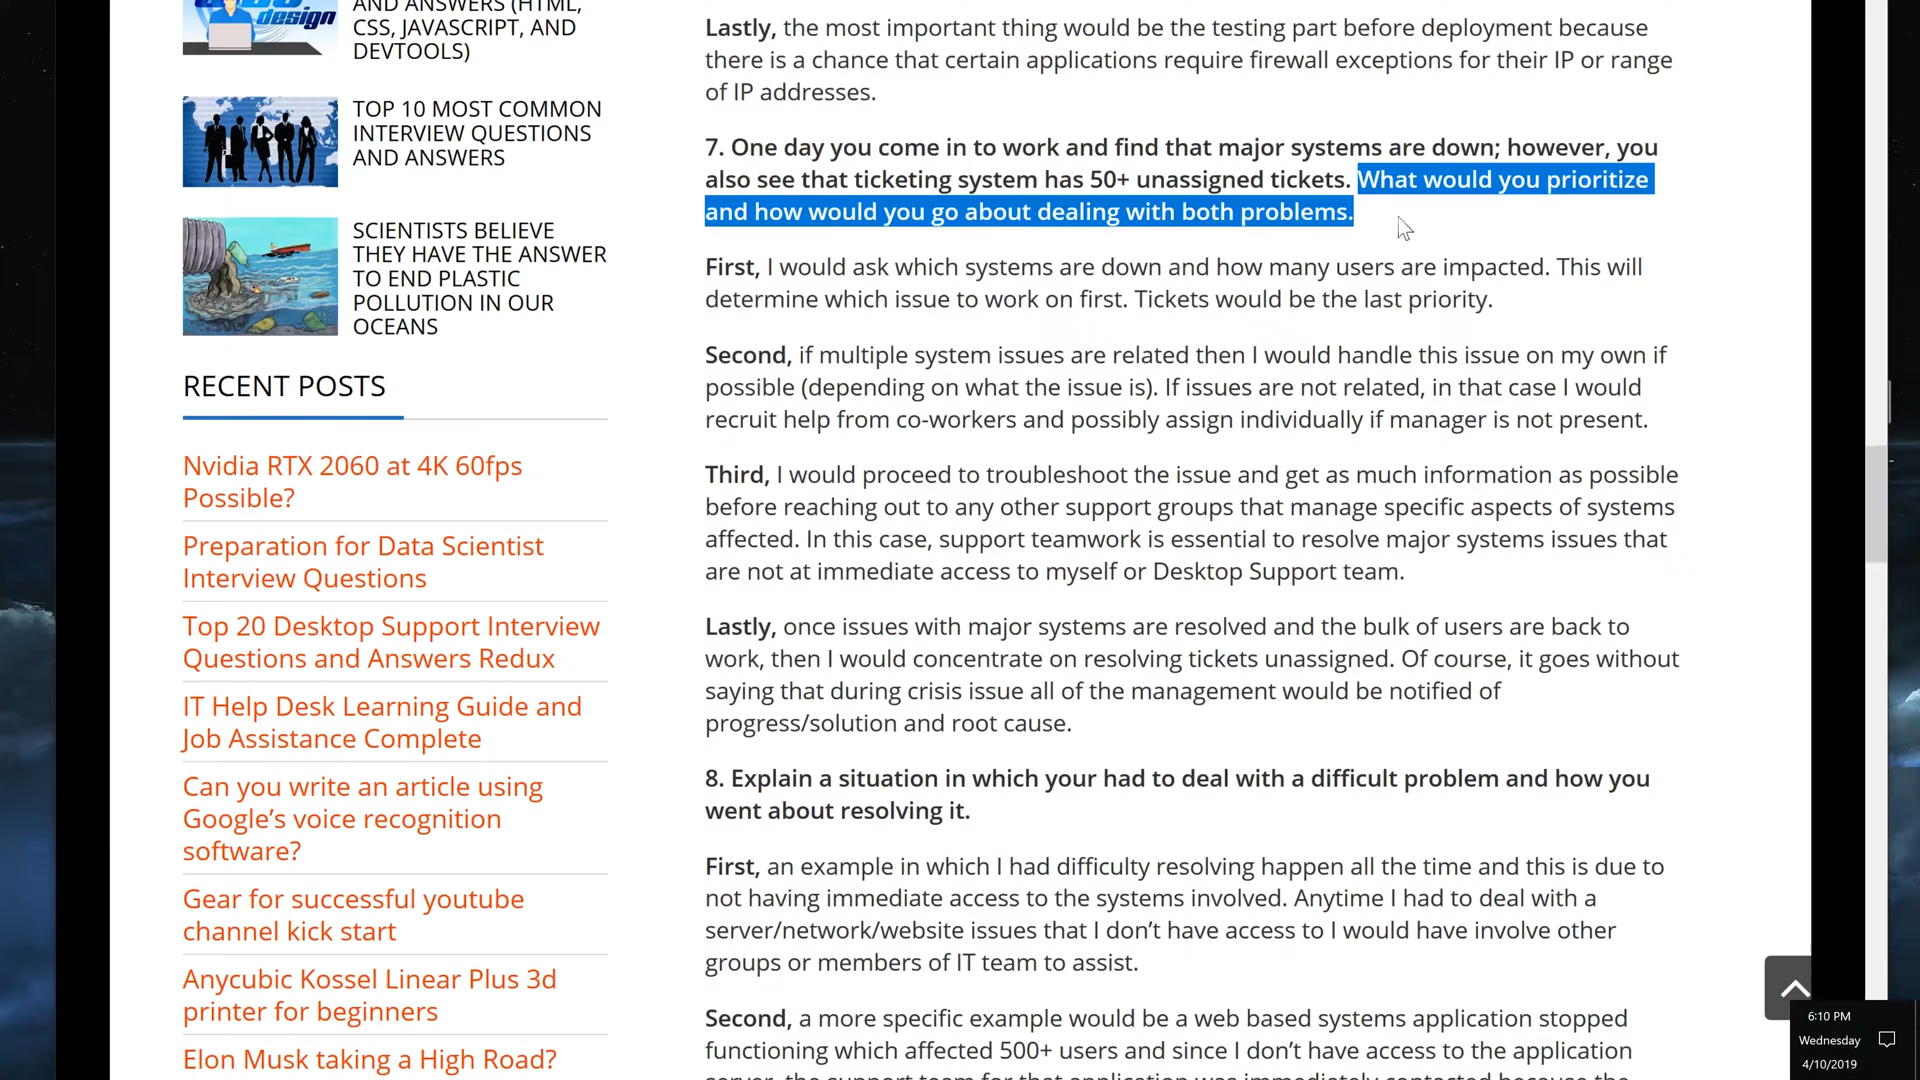 design
AND ANSWERS (HTML,
CSS, JAVASCRIPT, AND
DEVTOOLS)
TOP 10 MOST COMMON
INTERVIEW QUESTIONS
AND ANSWERS
SCIENTISTS BELIEVE
THEY HAVE THE ANSWER
TO END PLASTIC
POLLUTION IN OUR
OCEANS
RECENT POSTS
Nvidia RTX 2060 at 4K 60fps
Possible?
Preparation for Data Scientist
Interview Questions
Top 20 Desktop Support Interview
Questions and Answers Redux
IT Help Desk Learning Guide and
Job Assistance Complete
Can you write an article using
Google’s voice recognition
software?
Gear for successful youtube
channel kick start
Anycubic Kossel Linear Plus 3d
printer for beginners
Elon Musk taking a High Road?
Lastly, the most important thing would be the testing part before deployment because
there is a chance that certain applications require firewall exceptions for their IP or range
of IP addresses.
7. One day you come in to work and find that major systems are down; however, you
also see that ticketing system has 50+ unassigned tickets. What would you prioritize
and how would you go about dealing with both problems.
First, I would ask which systems are down and how many users are impacted. This will
determine which issue to work on first. Tickets would be the last priority.
Second, if multiple system issues are related then I would handle this issue on my own if
possible (depending on what the issue is). If issues are not related, in that case I would
recruit help from co-workers and possibly assign individually if manager is not present.
Third, I would proceed to troubleshoot the issue and get as much information as possible
before reaching out to any other support groups that manage specific aspects of systems
affected. In this case, support teamwork is essential to resolve major systems issues that
are not at immediate access to myself or Desktop Support team.
Lastly, once issues with major systems are resolved and the bulk of users are back to
work, then I would concentrate on resolving tickets unassigned. Of course, it goes without
saying that during crisis issue all of the management would be notified of
progress/solution and root cause.
8. Explain a situation in which your had to deal with a difficult problem and how you
went about resolving it.
First, an example in which I had difficulty resolving happen all the time and this is due to
not having immediate access to the systems involved. Anytime I had to deal with a
server/network/website issues that I don’t have access to I would have involve other
groups or members of IT team to assist.
Second, a more specific example would be a web based systems application stopped
functioning which affected 500+ users and since I don’t have access to the application
server, the support team for that application was immediately contacted because the
6:10 PM
Wednesday
4/10/2019